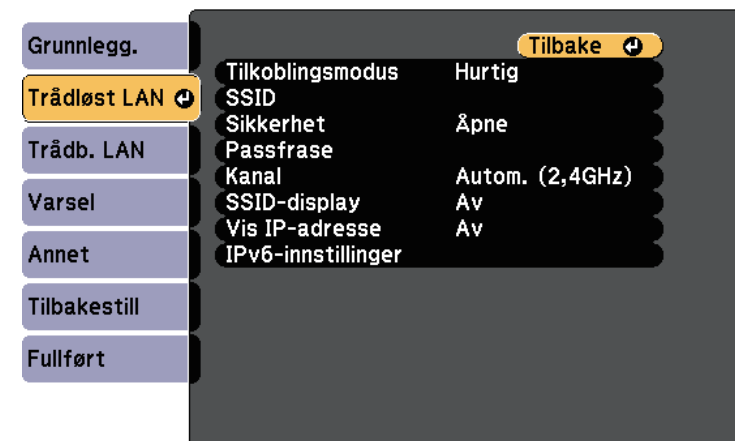 Grunnlegg.
Trådløst LAN
Trådb. LAN
Varsel
Annet
Tilbakestill
Fullført
Tilbake
Tilkoblingsmodus Hurtig
SSID
Sikkerhet Åpne
Passfrase
Kanal Autom. (2,4GHz)
SSID-display Av
Vis IP-adresse Av
IPv6-innstillinger